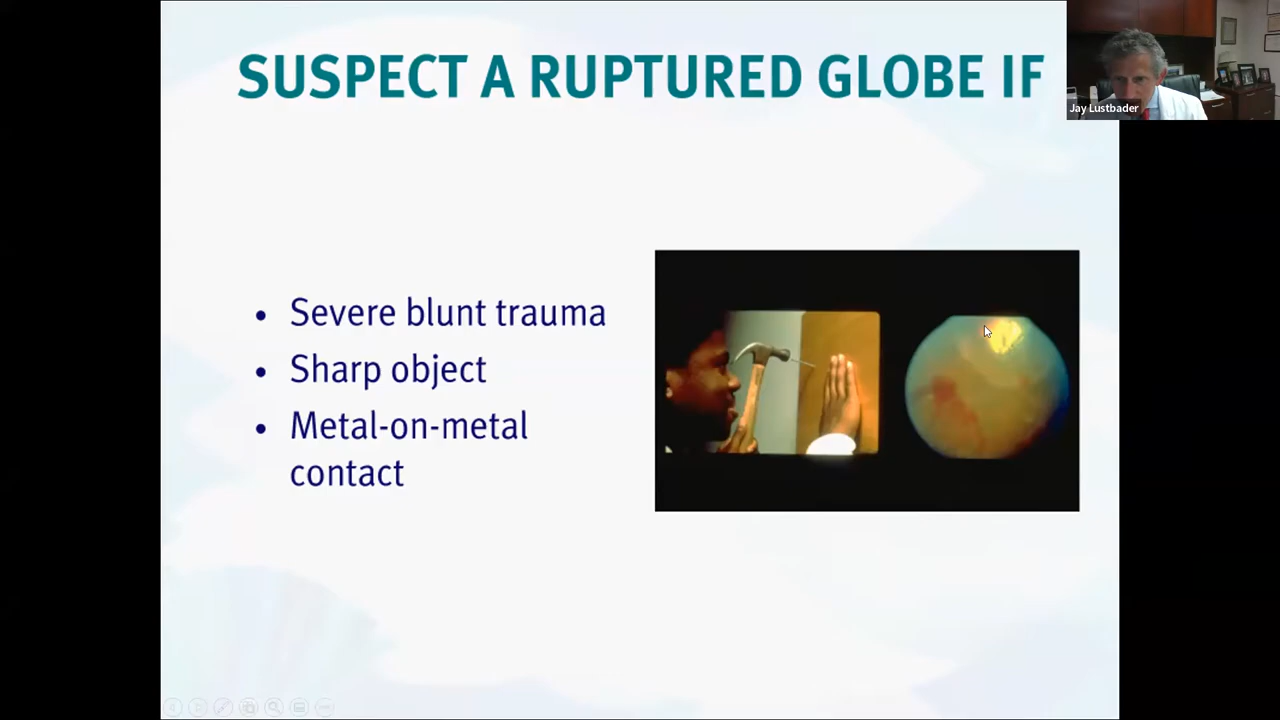 SUSPECT A RUPTURED GLOBE IF
Jay Lustbader
• Severe blunt trauma
• Sharp object
• Metal-on-metal
contact